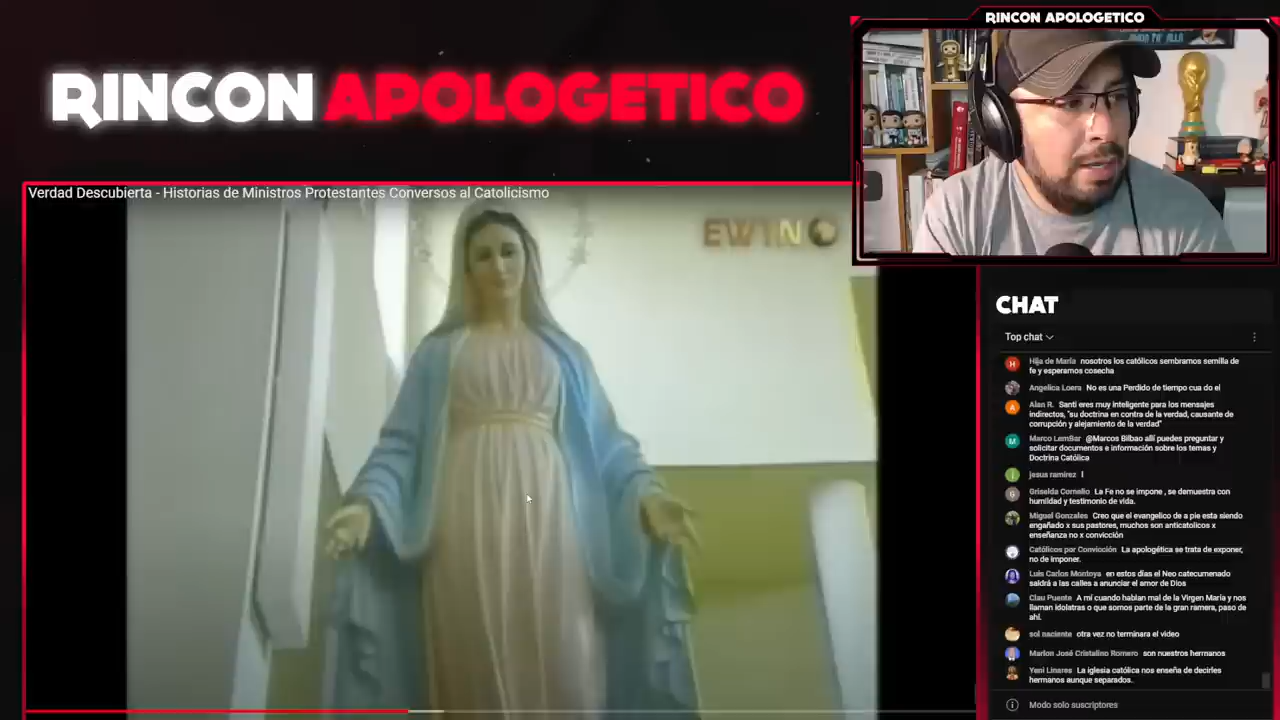 RINCON APOLOGETICO
RINCON APOLOGETICO
Verdad Descubierta - Historias de Ministros Protestantes Conversos al Catolicismo
EWTN
CHAT
Top chat
Hija de María nosotros los católicos sembramos semilla de
fe y esperamos cosecha
Angelica Loera No es una Perdido de tiempo cua do el
Alan R. Santi eres muy inteligente para los mensajes
indirectos, "su doctrina en contra de la verdad, causante de
corrupción y alejamiento de la verdad"
Marco LemBar @Marcos Bilbao allí puedes preguntar y
solicitar documentos e información sobre los temas y
Doctrina Católica
jesus ramirez I
Griselda Cornelio La Fe no se impone , se demuestra con
humildad y testimonio de vida.
Miguel Gonzales Creo que el evangelico de a pie esta siendo
engañado x sus pastores, muchos son anticatolicos x
enseñanza no x convicción
Católicos por Convicción La apologética se trata de exponer,
no de imponer.
Luis Carlos Montoya en estos días el Neo catecumenado
saldrá a las calles a anunciar el amor de Dios
Clau Puente A mí cuando hablan mal de la Virgen María y nos
llaman idolatras o que somos parte de la gran ramera, paso de
ahí.
sol naciente otra vez no terminara el video
Marlon José Cristalino Romero son nuestros hermanos
Yeni Linares La iglesia católica nos enseña de decirles
hermanos aunque separados.
Modo solo suscriptores